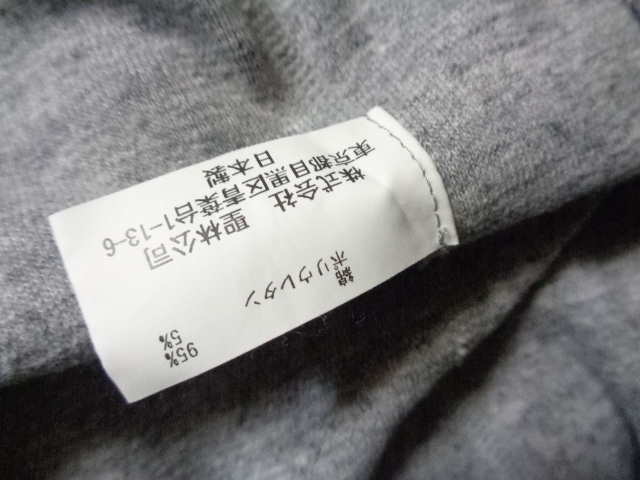 綿 95%
ポリウレタン 5%
株式会社 聖林公司
東京都目黒区青葉台1-13-6
日本製